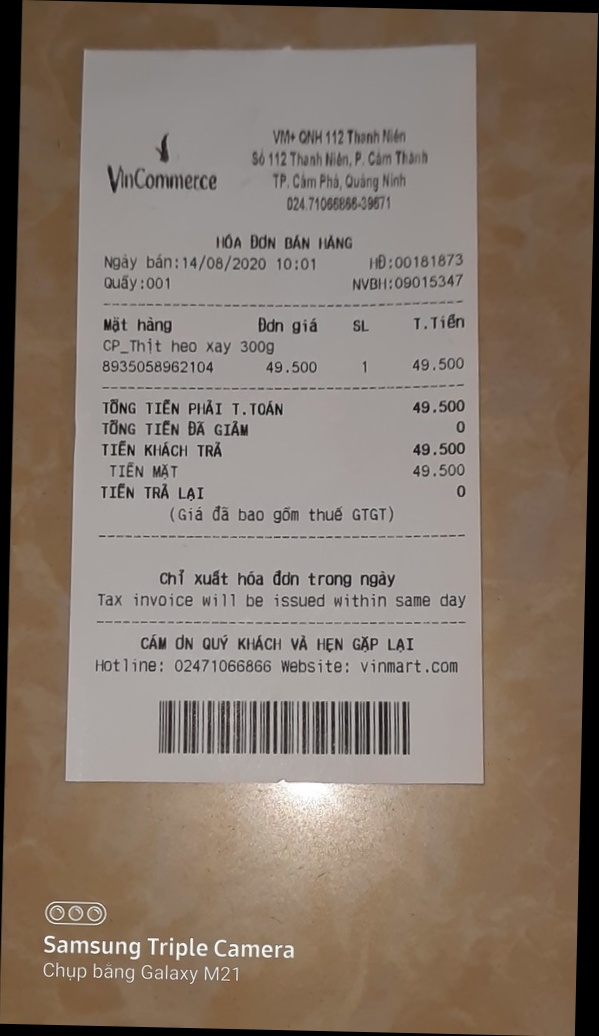 VinCommerce
VM+ QNH 112 Thanh Niên
Số 112 Thanh Niên, P. Cẩm Thành
TP. Cẩm Phả, Quảng Ninh
024.71066866-39671
HÓA ĐƠN BÁN HÀNG
Ngày bán:14/08/2020 10:01 HĐ:00181873
Quầy:001 NVBH:09015347
Mặt hàng Đơn giá SL T.Tiền
CP_Thịt heo xay 300g
8935058962104 49.500 1 49.500
TỔNG TIỀN PHẢI T.TOÁN 49.500
TỔNG TIỀN ĐÃ GIẢM 0
TIỀN KHÁCH TRẢ 49.500
TIỀN MẶT 49.500
TIỀN TRẢ LẠI 0
(Giá đã bao gồm thuế GTGT)
Chỉ xuất hóa đơn trong ngày
Tax invoice will be issued within same day
CẢM ƠN QUÝ KHÁCH VÀ HẸN GẶP LẠI
Hotline: 02471066866 Website: vinmart.com
Samsung Triple Camera
Chụp bằng Galaxy M21